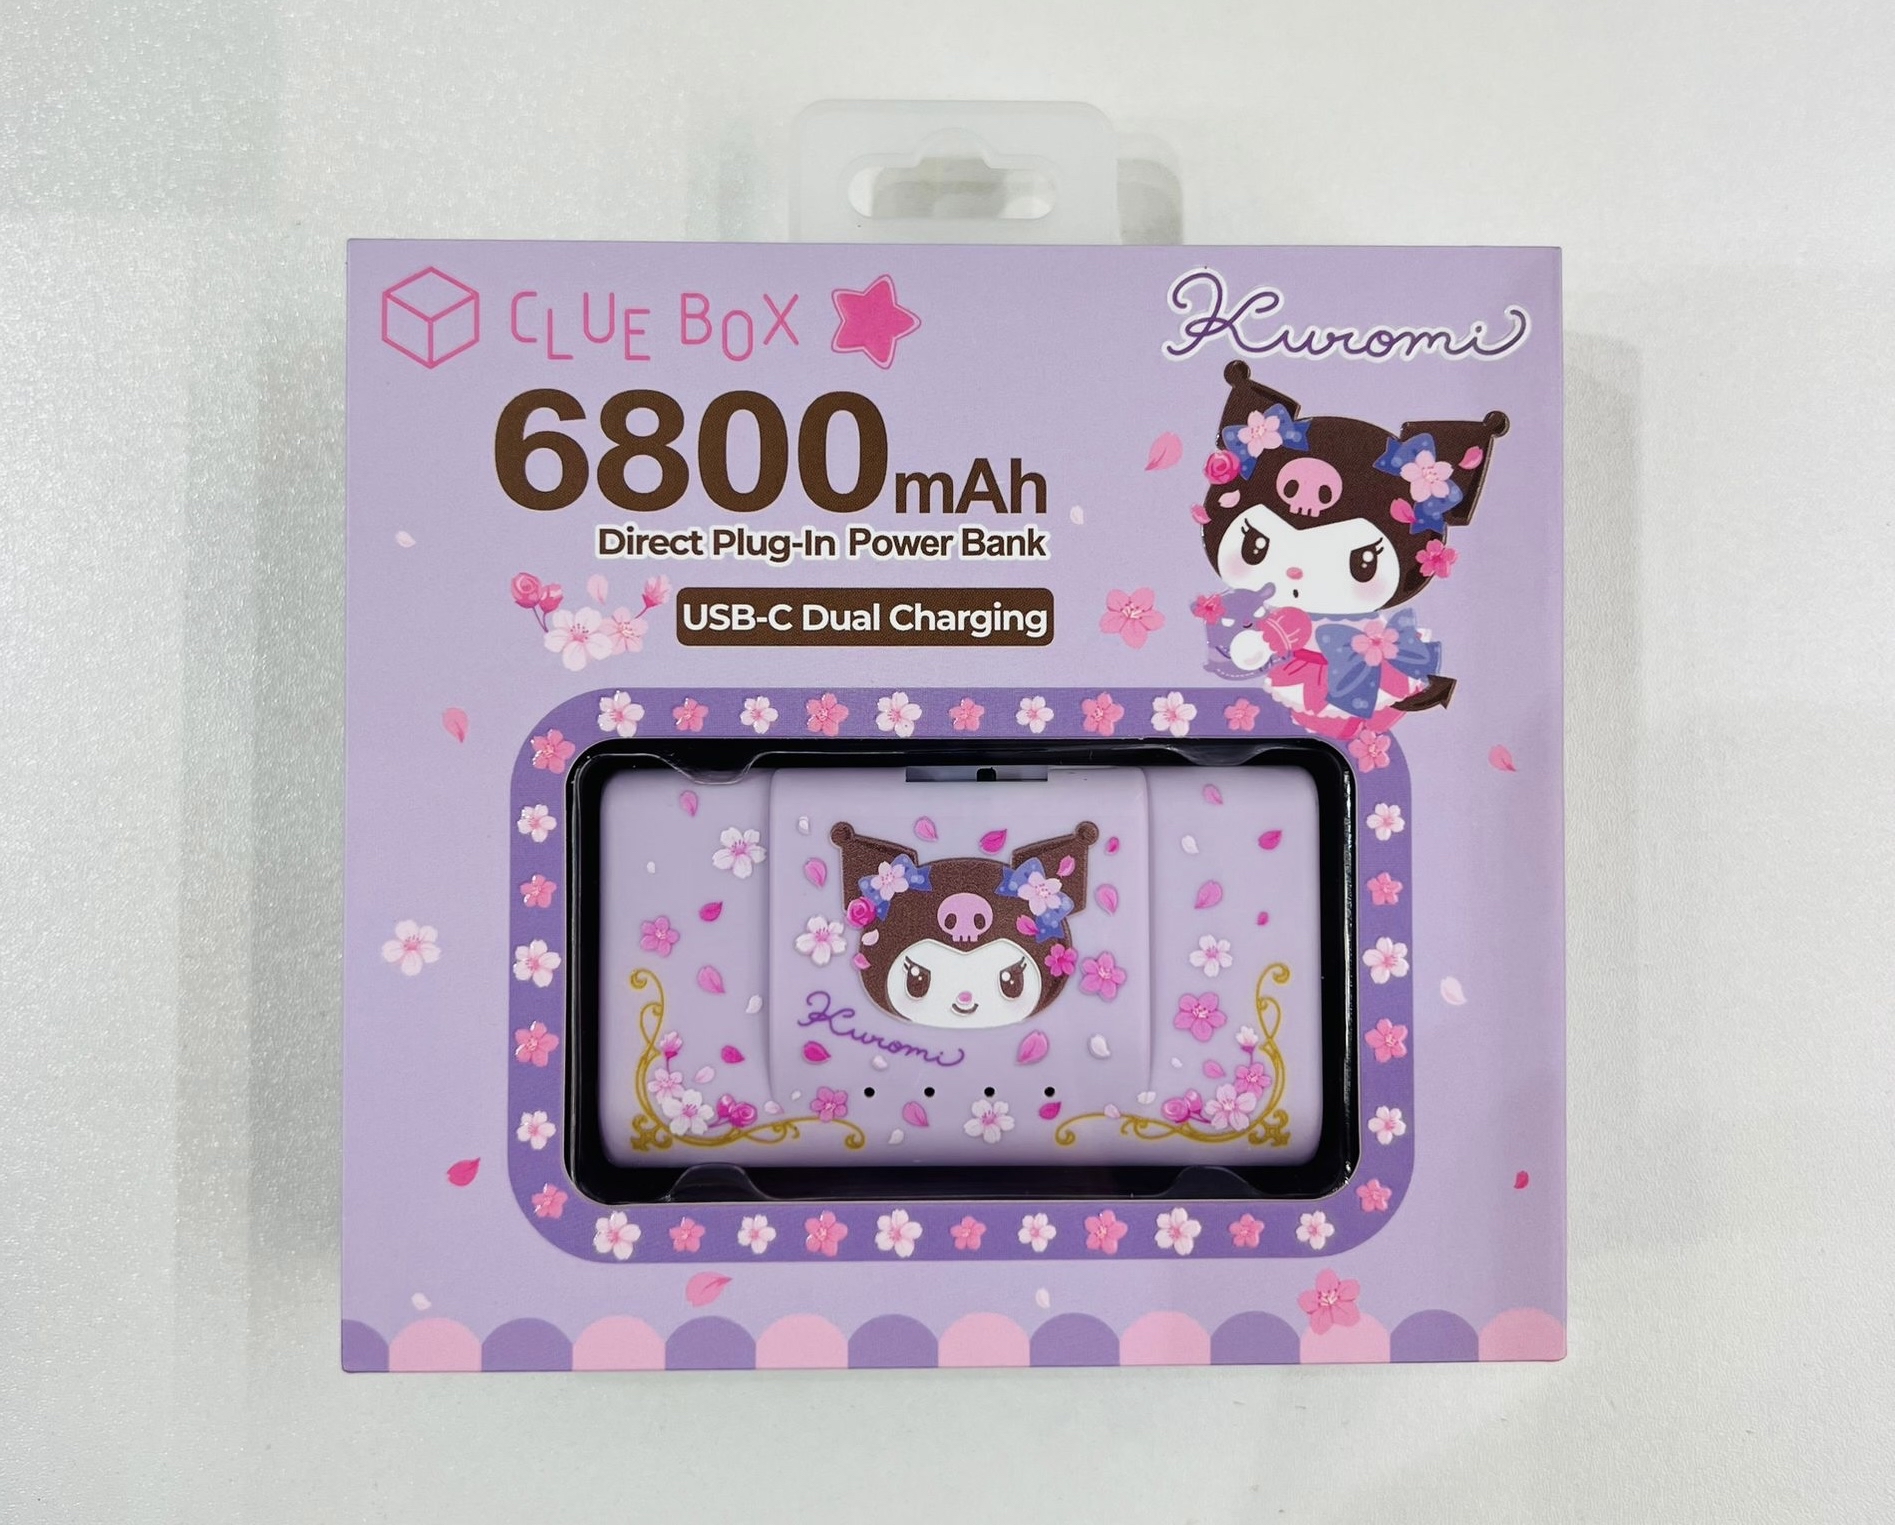 CLUE BOX
Kuromi
6800mAh
Direct Plug-In Power Bank
USB-C Dual Charging
Kuromi